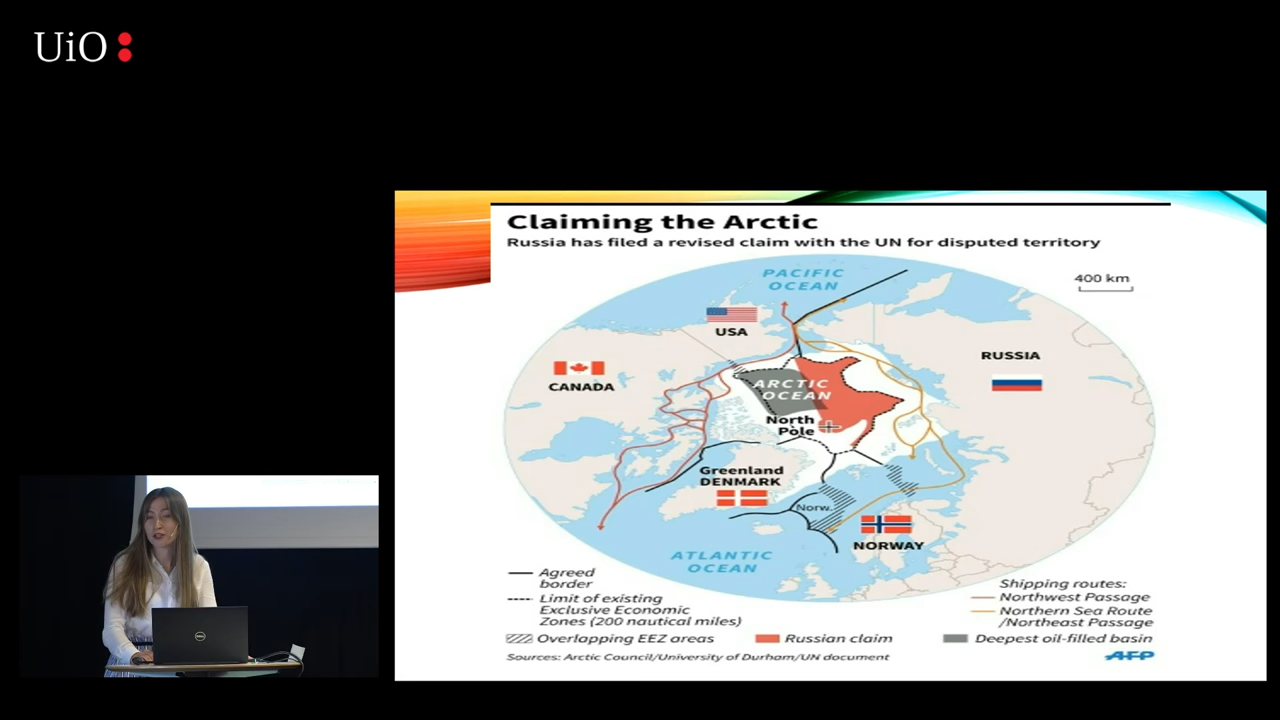 UiO
Claiming the Arctic
Russia has filed a revised claim with the UN for disputed territory
PACIFIC
OCEAN
400 km
USA
RUSSIA
CANADA
ARCTIC
OCEAN
North
Pole
Greenland
DENMARK
Norw.
NORWAY
ATLANTIC
OCEAN
Agreed
border
Limit of existing
Exclusive Economic
Zones (200 nautical miles)
Shipping routes:
Northwest Passage
Northern Sea Route
/Northeast Passage
Overlapping EEZ areas
Russian claim
Deepest oil-filled basin
Sources: Arctic Council/University of Durham/UN document
AFP
DELL